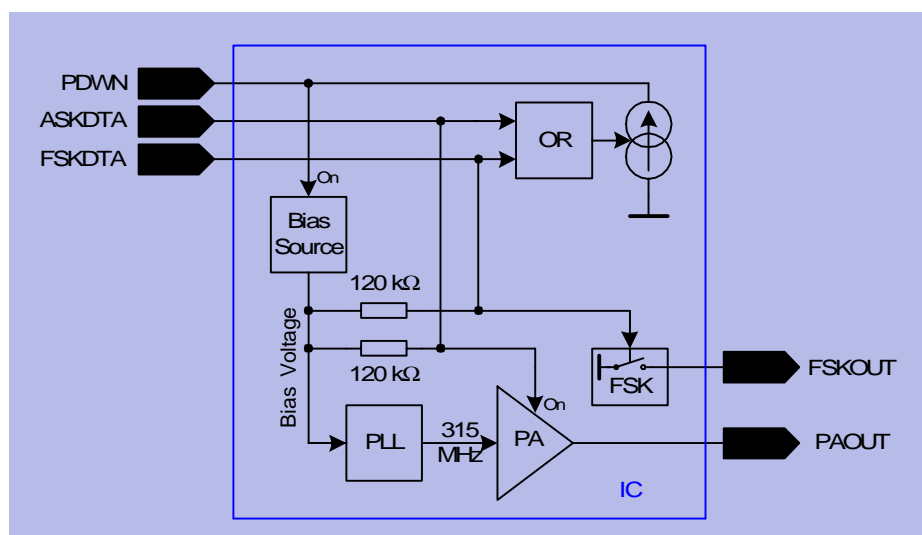 PDWN
ASKDTA
FSKDTA
OR
On
Bias
Source
120 kΩ
Bias Voltage
120 kΩ
FSK
FSKOUT
On
PLL
315
MHz
PA
PAOUT
IC